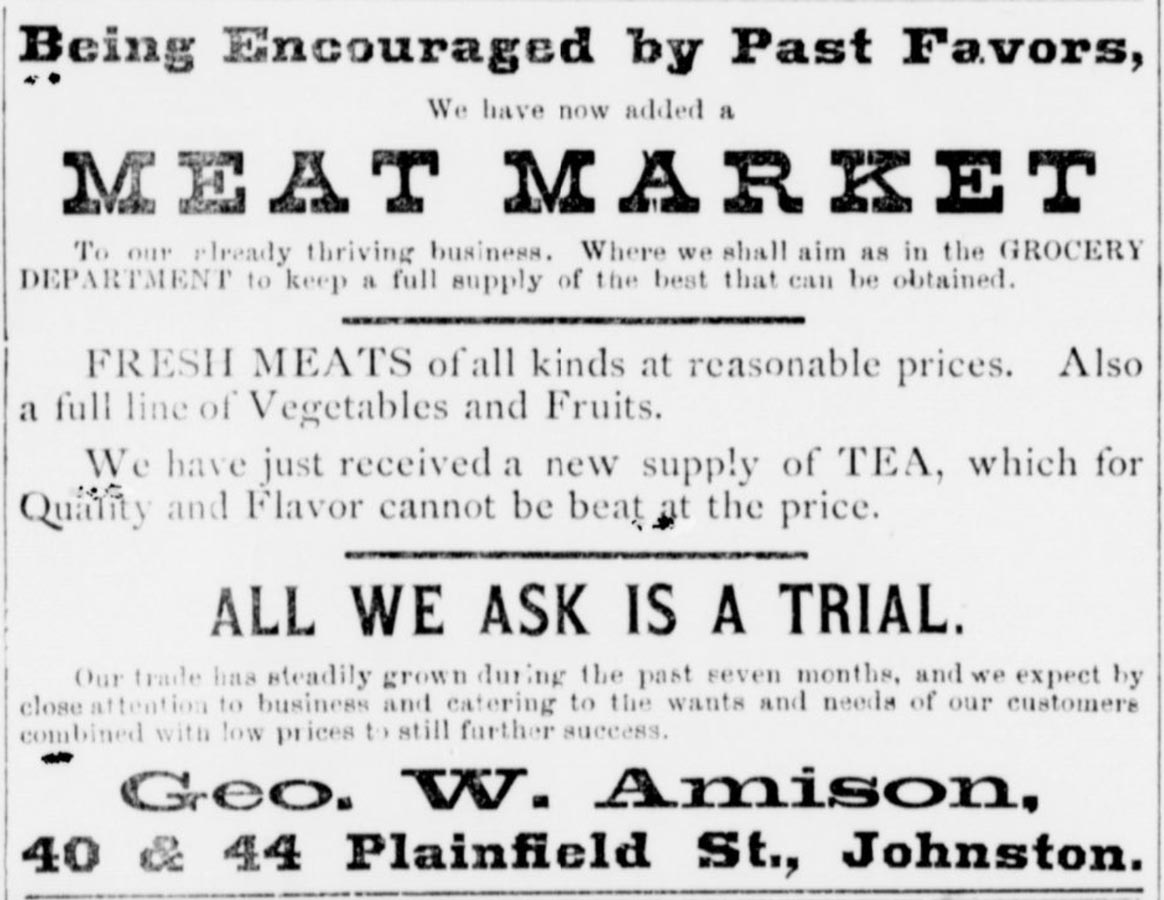 Being Encouraged by Past Favors,
We have now added a
MEAT MARKET
To our already thriving business. Where we shall aim as in the GROCERY
DEPARTMENT to keep a full supply of the best that can be obtained.
FRESH MEATS of all kinds at reasonable prices. Also
a full line of Vegetables and Fruits.
We have just received a new supply of TEA, which for
Quality and Flavor cannot be beat at the price.
ALL WE ASK IS A TRIAL.
Our trade has steadily grown during the past seven months, and we expect by
close attention to business and catering to the wants and needs of our customers
combined with low prices to still further success.
Geo. W. Amison,
40 & 44 Plainfield St., Johnston.